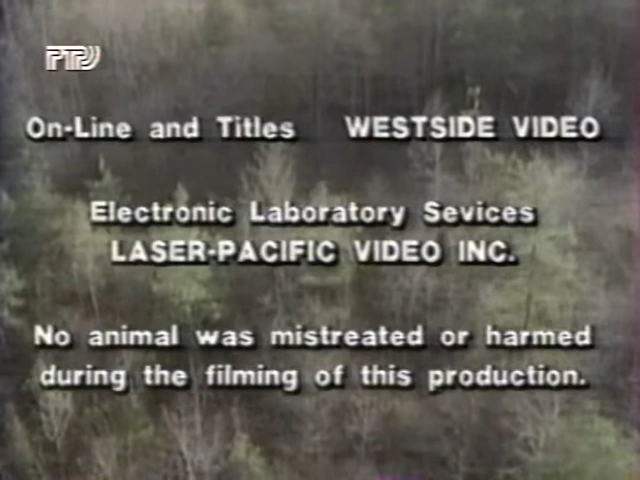 РТР
On-Line and Titles WESTSIDE VIDEO
Electronic Laboratory Sevices
LASER-PACIFIC VIDEO INC.
No animal was mistreated or harmed
during the filming of this production.